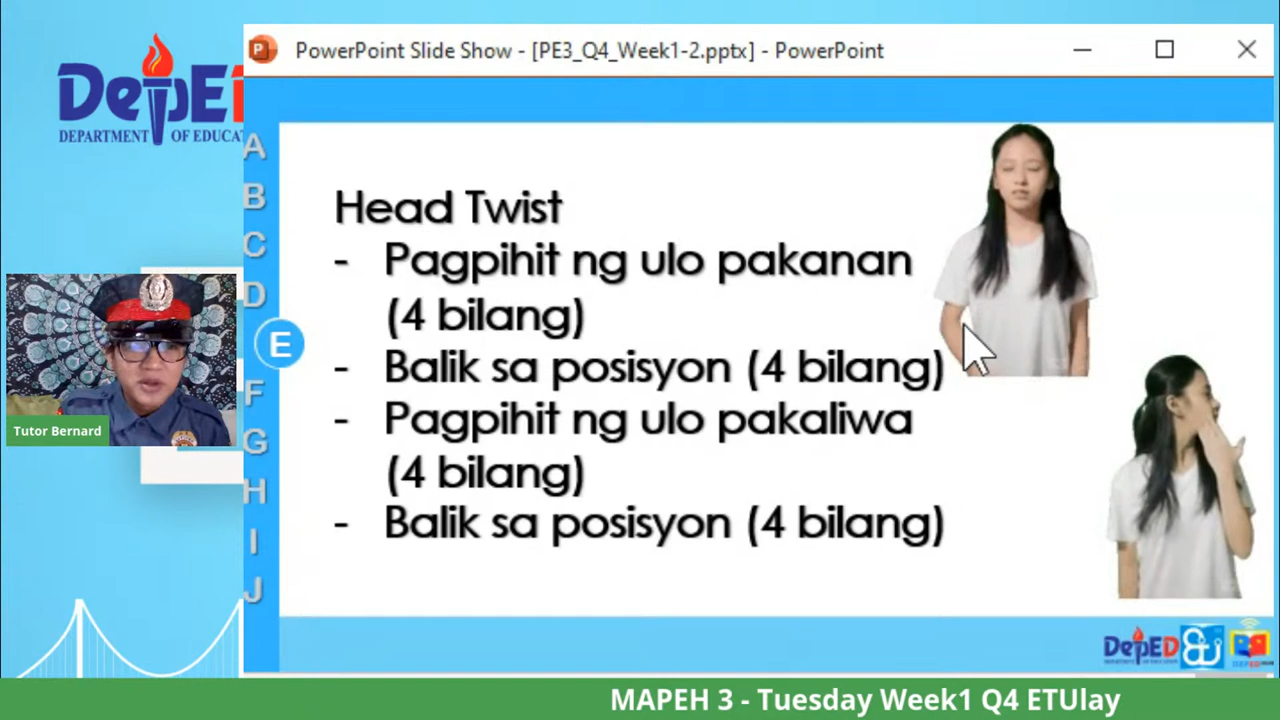 PowerPoint Slide Show - [PE3_Q4_Week1-2.pptx] - PowerPoint
DepE
DEPARTMENT OF EDUCA
A
B
C
D
E
F
G
H
I
J
Head Twist
- Pagpihit ng ulo pakanan
(4 bilang)
- Balik sa posisyon (4 bilang)
- Pagpihit ng ulo pakaliwa
(4 bilang)
- Balik sa posisyon (4 bilang)
Tutor Bernard
DepED
MAPEH 3 - Tuesday Week1 Q4 ETUlay